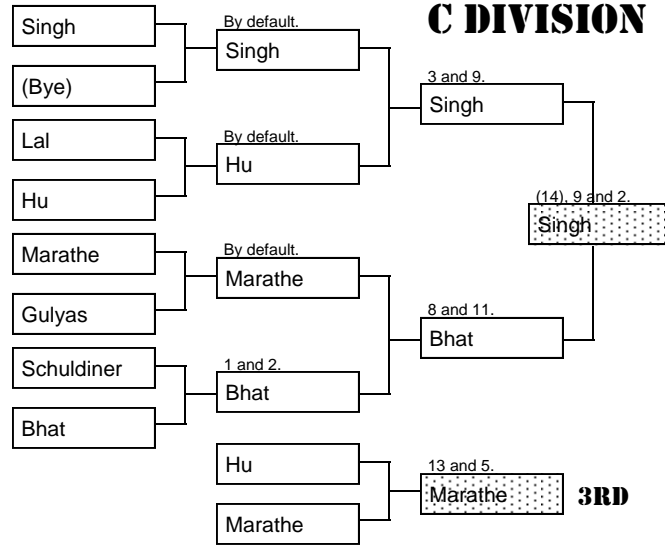 C DIVISION
Singh
(Bye)
Lal
Hu
Marathe
Gulyas
Schuldiner
Bhat
By default.
Singh
By default.
Hu
By default.
Marathe
1 and 2.
Bhat
3 and 9.
Singh
8 and 11.
Bhat
(14), 9 and 2.
Singh
Hu
Marathe
13 and 5.
Marathe
3RD